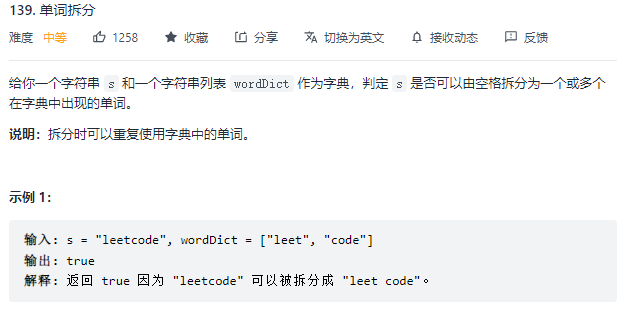 139. 单词拆分
难度 中等 1258 收藏 分享 切换为英文 接收动态 反馈
给你一个字符串 s 和一个字符串列表 wordDict 作为字典，判定 s 是否可以由空格拆分为一个或多个
在字典中出现的单词。
说明：拆分时可以重复使用字典中的单词。
示例 1：
输入: s = "leetcode", wordDict = ["leet", "code"]
输出: true
解释: 返回 true 因为 "leetcode" 可以被拆分成 "leet code"。